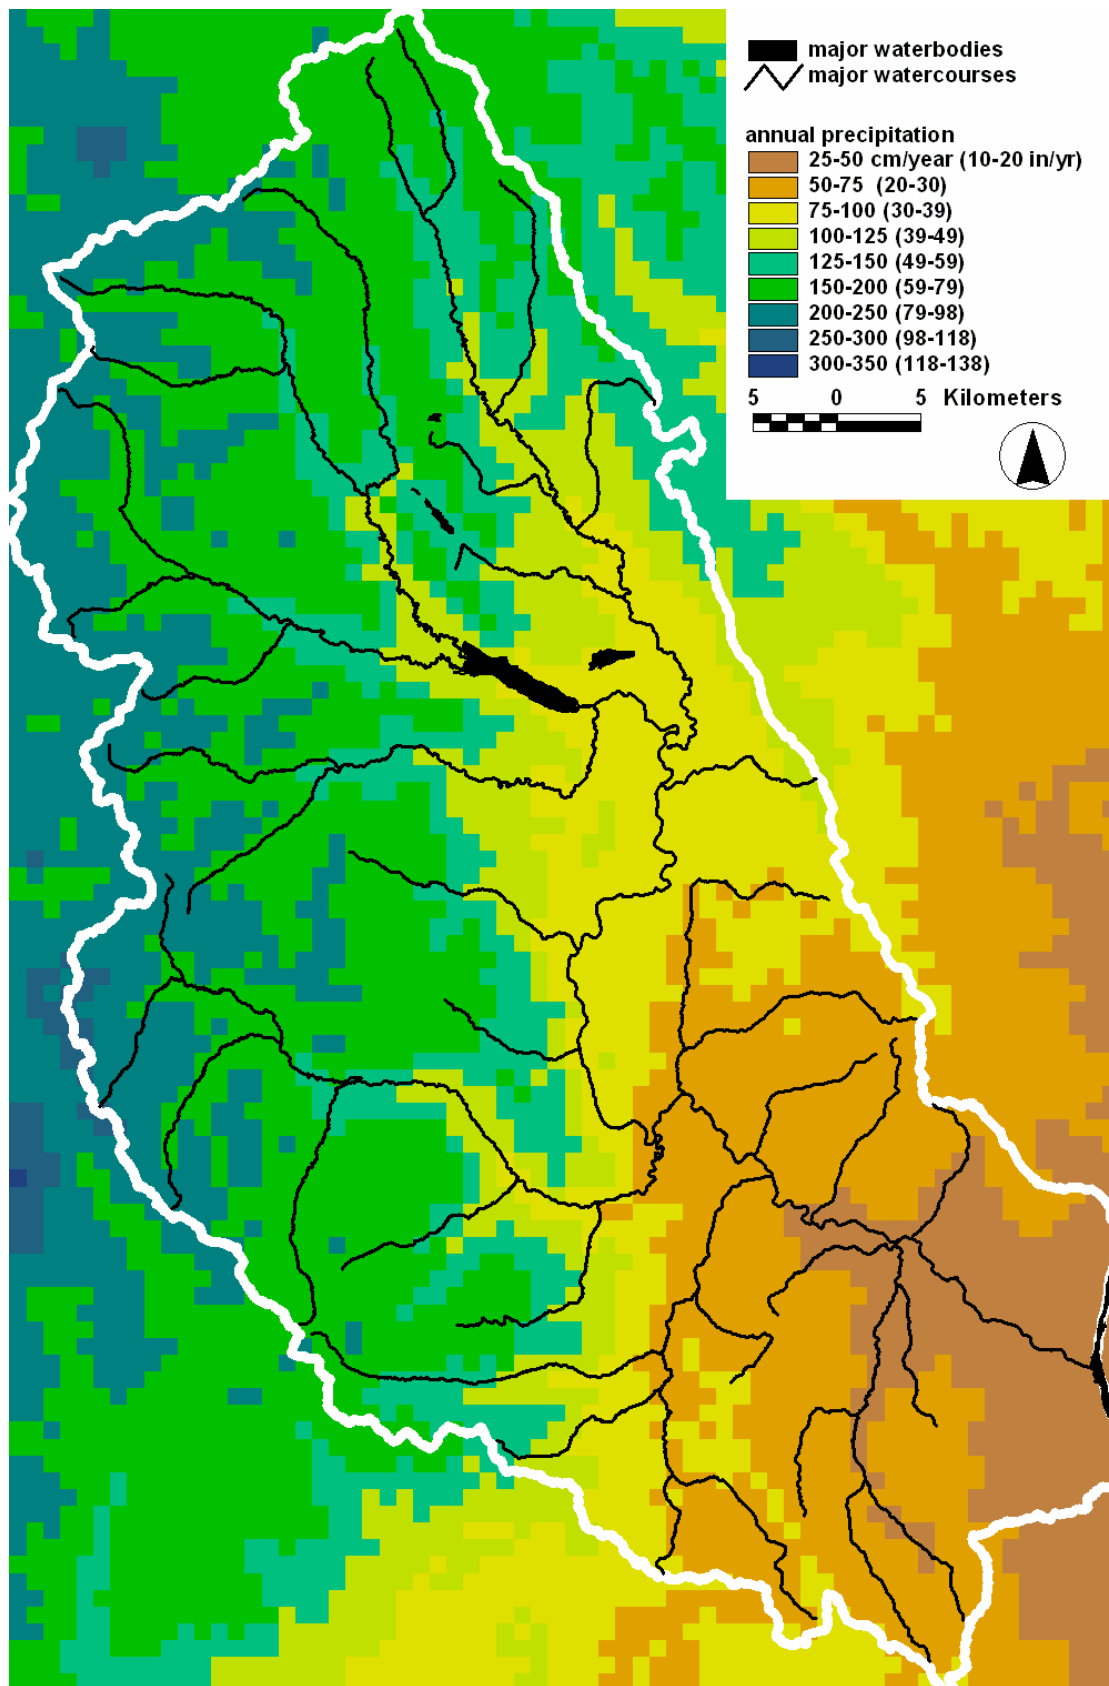 major waterbodies
major watercourses
annual precipitation
25-50 cm/year (10-20 in/yr)
50-75 (20-30)
75-100 (30-39)
100-125 (39-49)
125-150 (49-59)
150-200 (59-79)
200-250 (79-98)
250-300 (98-118)
300-350 (118-138)
5 0 5 Kilometers